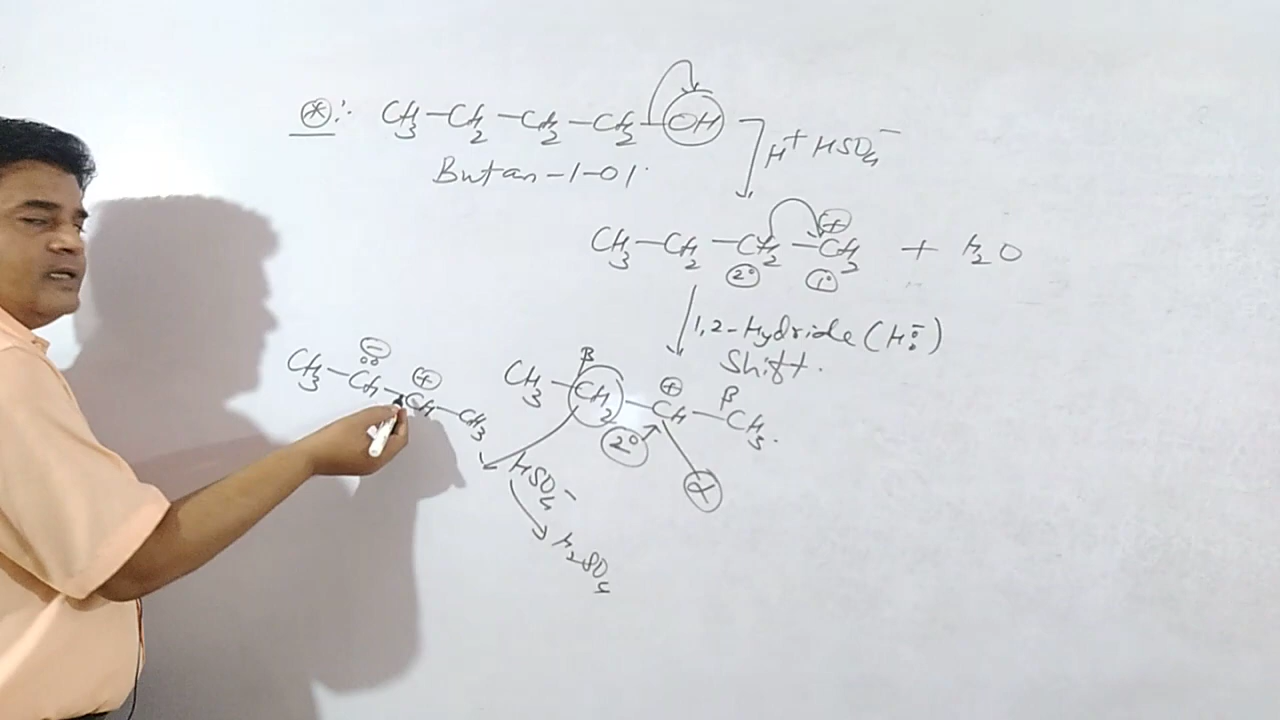 * :- CH3-CH2-CH2-CH2-OH
Butan-1-ol.
H+ HSO4-
CH3-CH2-CH2-CH3 + H2O
+
2° 1°
1,2-Hydride (H:-)
Shift.
CH3-CH-CH-CH3
- +
CH3-CH2-CH-CH3.
β + β
2°
α
HSO4-
H2SO4